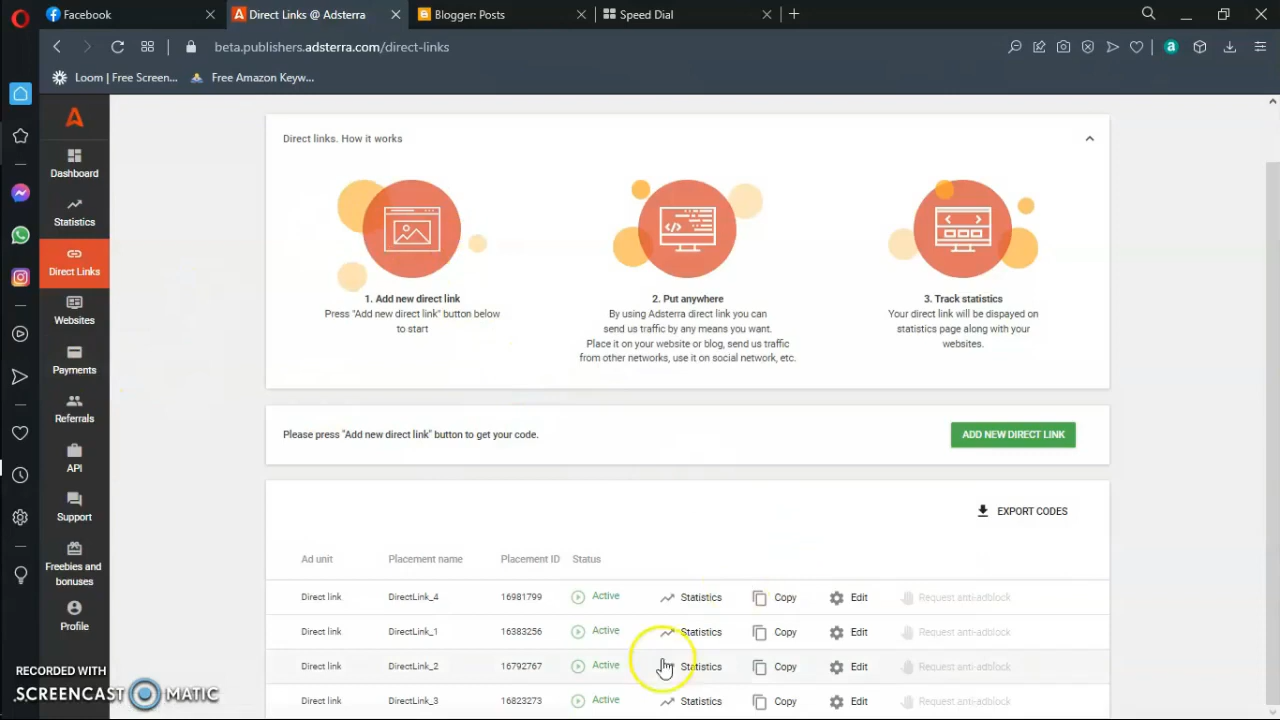 Facebook
Direct Links @ Adsterra
Blogger: Posts
Speed Dial
beta.publishers.adsterra.com/direct-links
Loom | Free Screen...
Free Amazon Keyw...
Dashboard
Statistics
Direct Links
Websites
Payments
Referrals
API
Support
Freebies and
bonuses
Profile
Direct links. How it works
1. Add new direct link
Press "Add new direct link" button below
to start
2. Put anywhere
By using Adsterra direct link you can
send us traffic by any means you want.
Place it on your website or blog, send us traffic
from other networks, use it on social network, etc.
3. Track statistics
Your direct link will be dispayed on
statistics page along with your
websites.
Please press "Add new direct link" button to get your code.
ADD NEW DIRECT LINK
EXPORT CODES
Ad unit Placement name Placement ID Status
Direct link DirectLink_4 16981799 Active Statistics Copy Edit Request anti-adblock
Direct link DirectLink_1 16383256 Active Statistics Copy Edit Request anti-adblock
Direct link DirectLink_2 16792767 Active Statistics Copy Edit Request anti-adblock
Direct link DirectLink_3 16823273 Active Statistics Copy Edit Request anti-adblock
RECORDED WITH
SCREENCAST MATIC